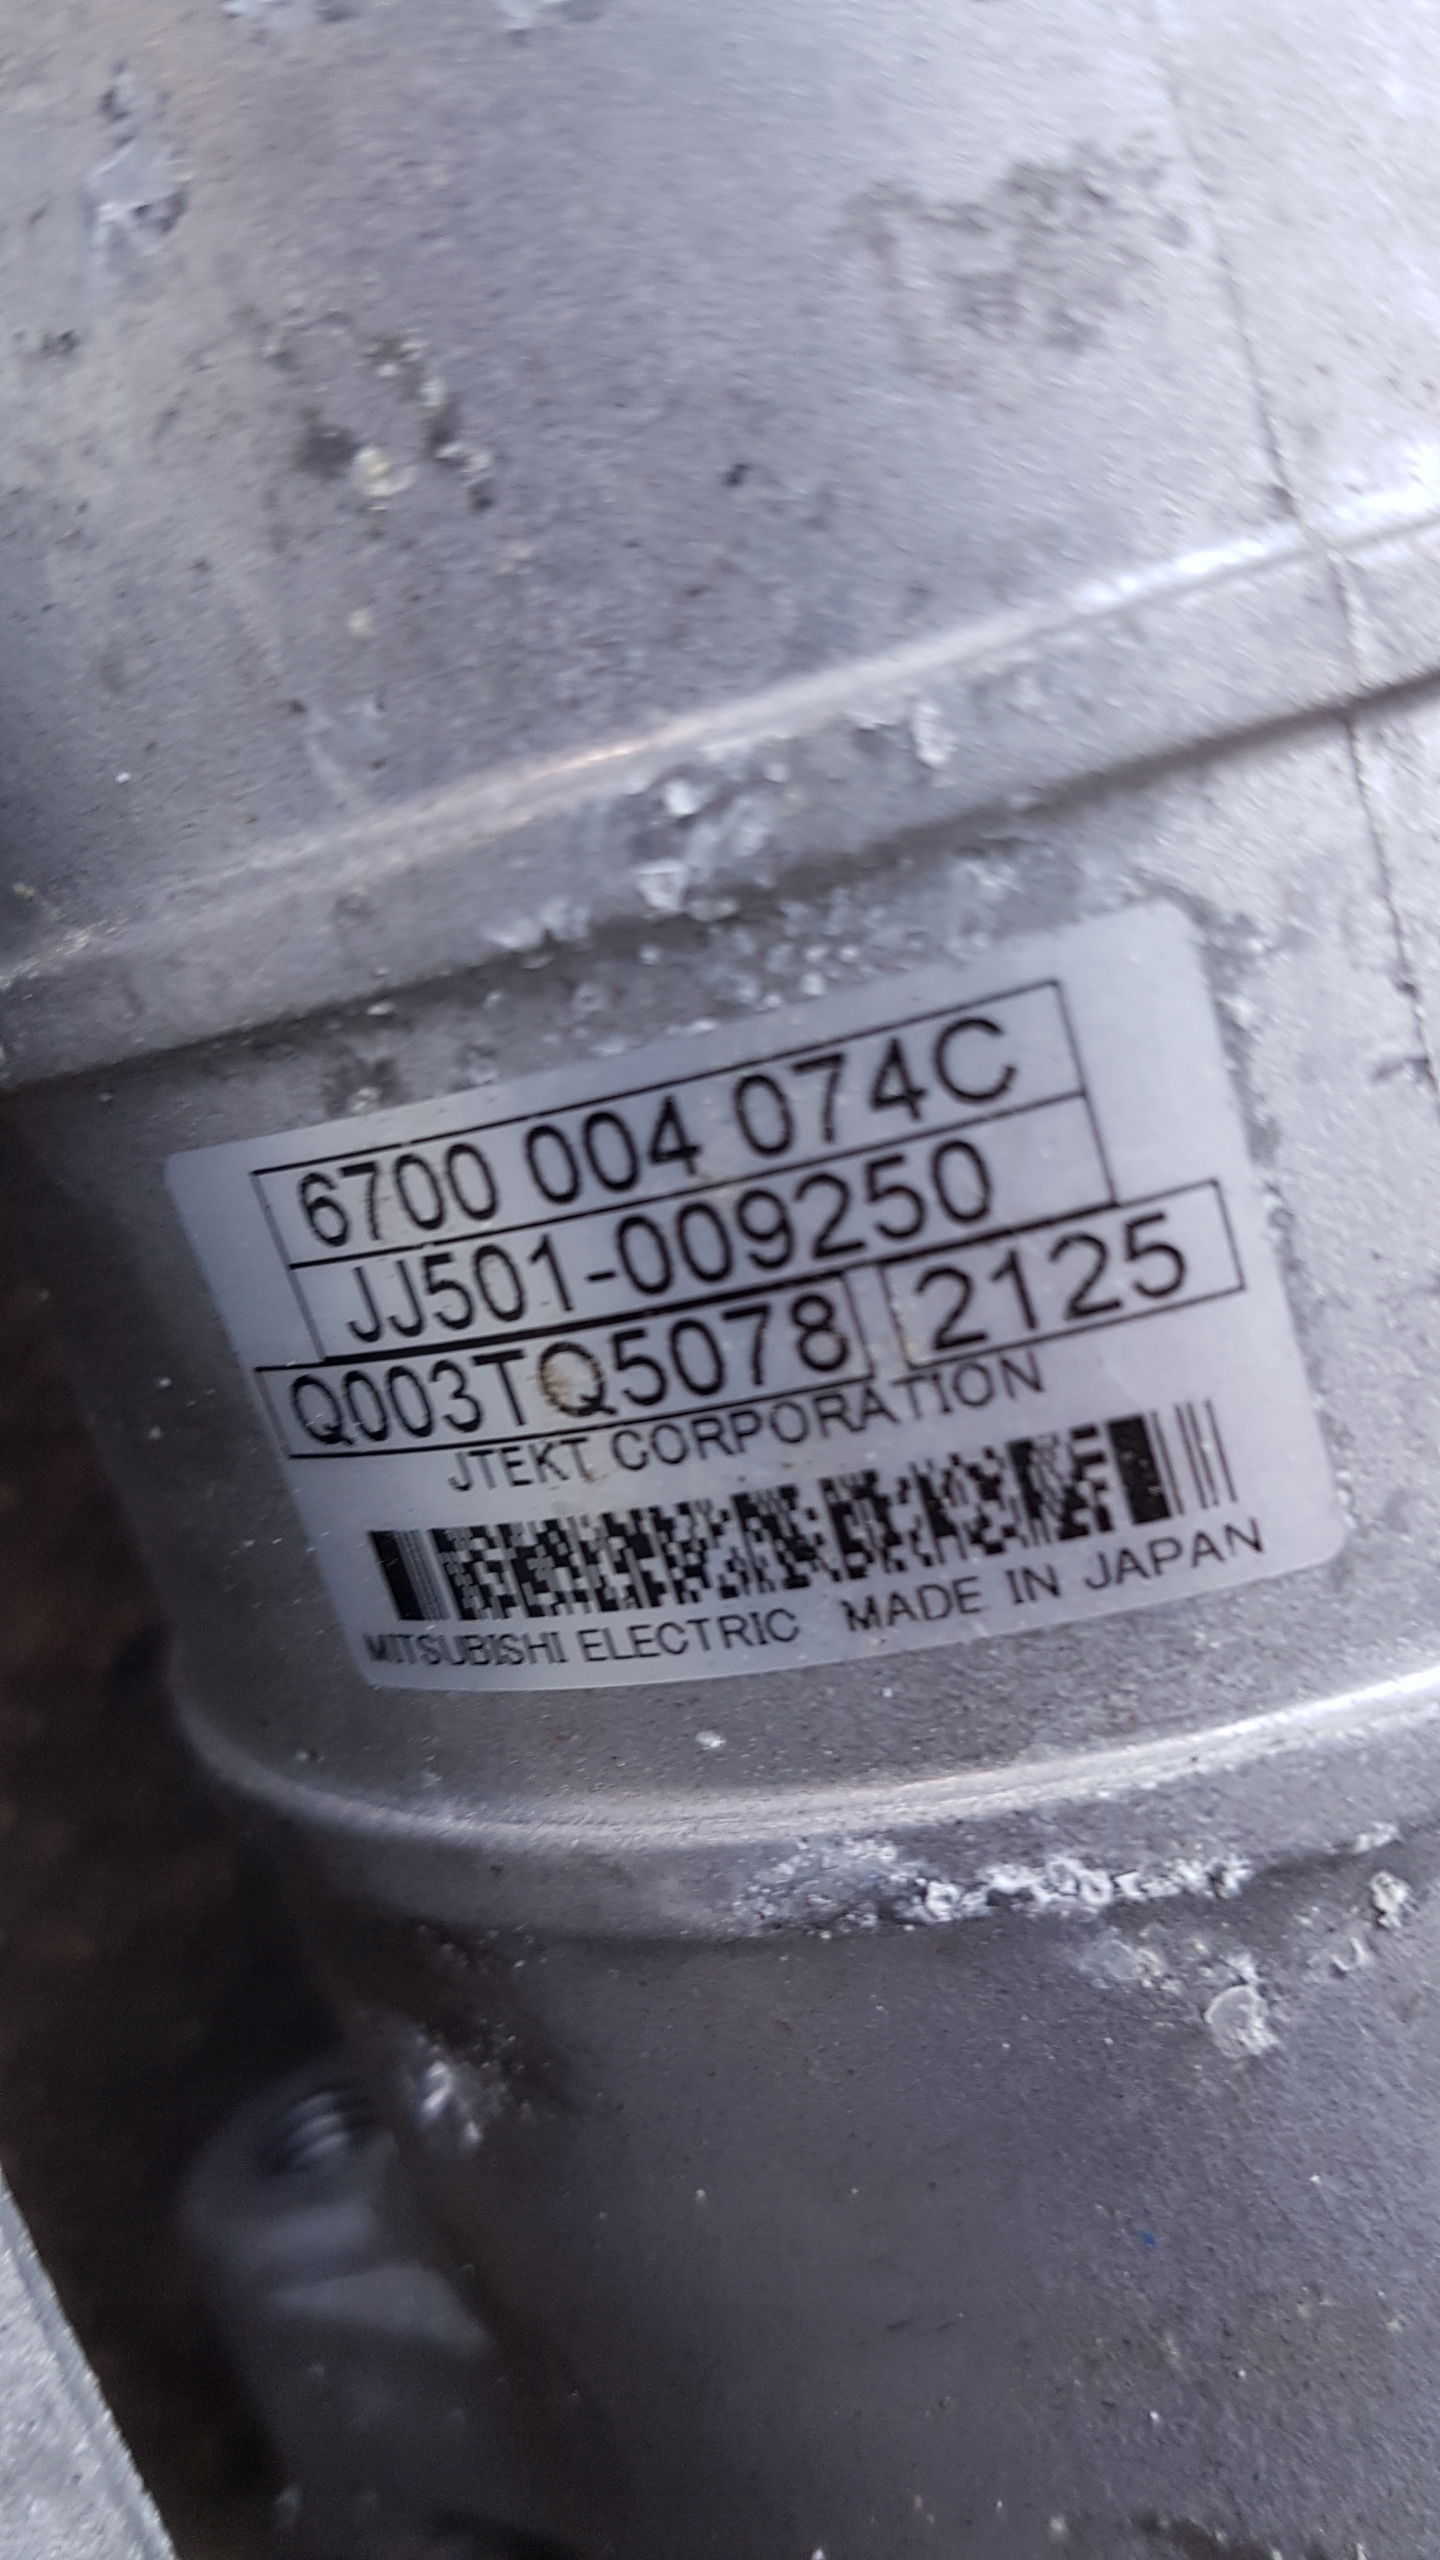 6700 004 074C
JJ501-009250
Q003TQ5078 2125
JTEKT CORPORATION
MITSUBISHI ELECTRIC MADE IN JAPAN